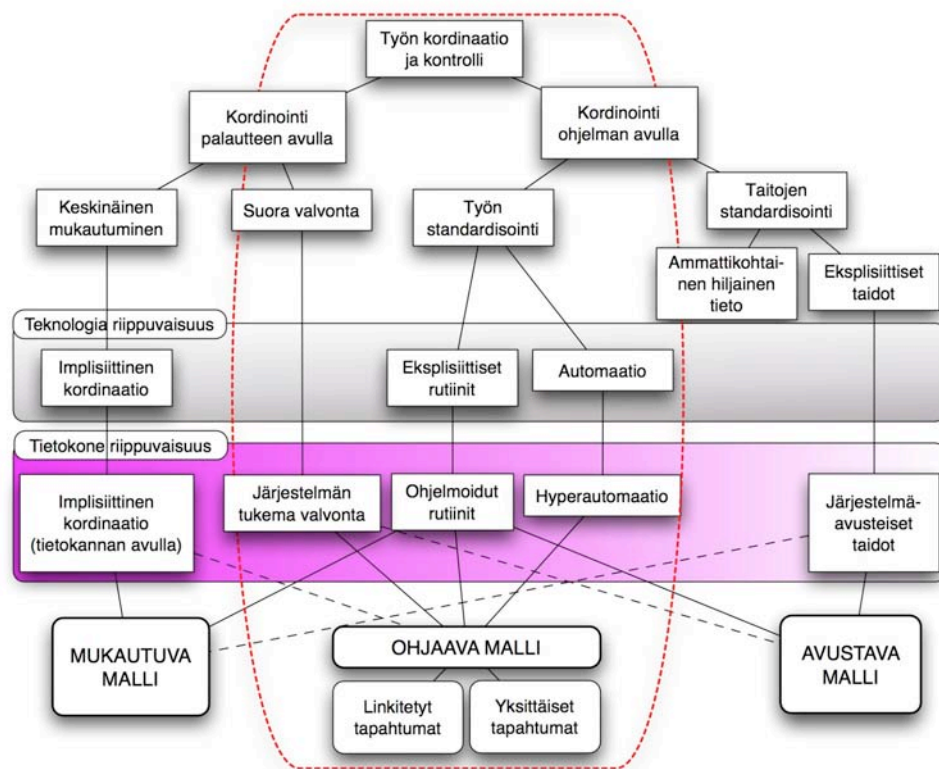 Työn kordinaatio
ja kontrolli
Kordinointi
palautteen avulla
Kordinointi
ohjelman avulla
Keskinäinen
mukautuminen
Suora valvonta
Työn
standardisointi
Taitojen
standardisointi
Ammattikohtai-
nen hiljainen
tieto
Eksplisiittiset
taidot
Teknologia riippuvaisuus
Implisiittinen
kordinaatio
Eksplisiittiset
rutiinit
Automaatio
Tietokone riippuvaisuus
Implisiittinen
kordinaatio
(tietokannan avulla)
Järjestelmän
tukema valvonta
Ohjelmoidut
rutiinit
Hyperautomaatio
Järjestelmä-
avusteiset
taidot
MUKAUTUVA
MALLI
OHJAAVA MALLI
AVUSTAVA
MALLI
Linkitetyt
tapahtumat
Yksittäiset
tapahtumat